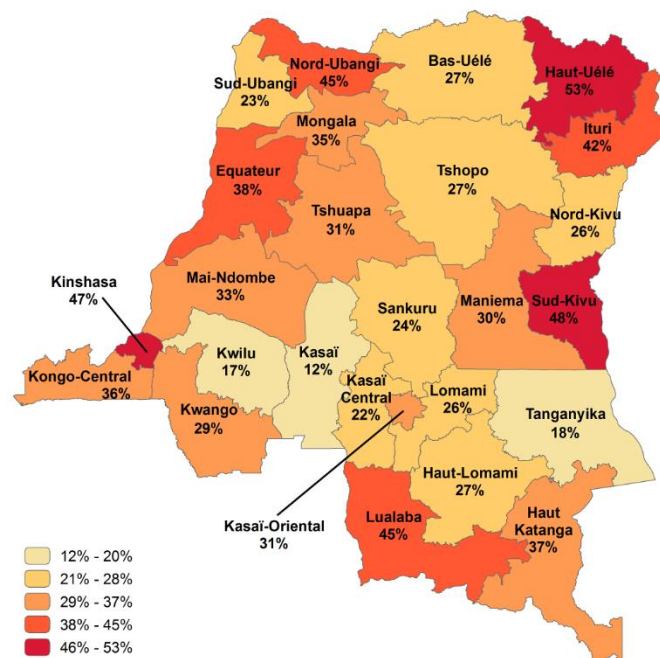 Nord-Ubangi
45%
Bas-Uélé
27%
Haut-Uélé
53%
Sud-Ubangi
23%
Mongala
35%
Ituri
42%
Equateur
38%
Tshopo
27%
Tshuapa
31%
Nord-Kivu
26%
Mai-Ndombe
33%
Kinshasa
47%
Sankuru
24%
Maniema
30%
Sud-Kivu
48%
Kwilu
17%
Kasaï
12%
Kongo-Central
36%
Kasaï
Central
22%
Lomami
26%
Kwango
29%
Tanganyika
18%
Haut-Lomami
27%
Kasaï-Oriental
31%
Lualaba
45%
Haut
Katanga
37%
12% - 20%
21% - 28%
29% - 37%
38% - 45%
46% - 53%